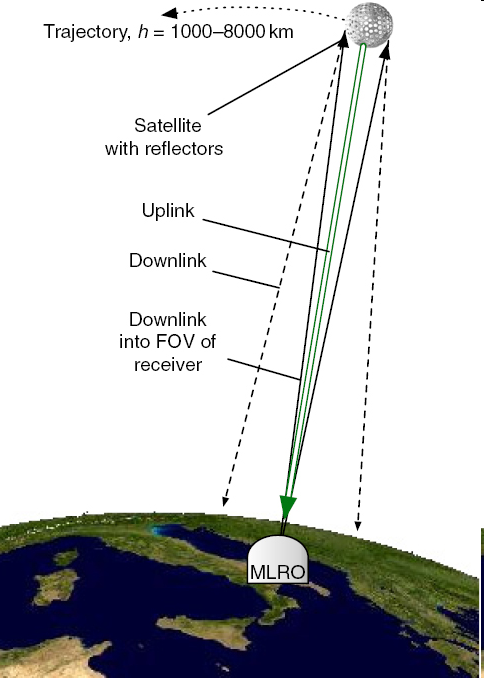 Trajectory, h = 1000–8000 km
Satellite
with reflectors
Uplink
Downlink
Downlink
into FOV of
receiver
MLRO